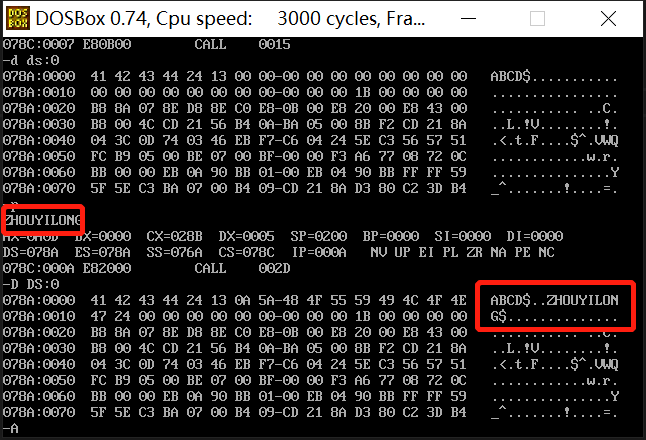 DOSBox 0.74, Cpu speed: 3000 cycles, Fra...
078C:0007 E80B00 CALL 0015
-d ds:0
078A:0000 41 42 43 44 24 13 00 00-00 00 00 00 00 00 00 00 ABCD$...........
078A:0010 00 00 00 00 00 00 00 00-00 00 00 1B 00 00 00 00 ................
078A:0020 B8 8A 07 8E D8 8E C0 E8-0B 00 E8 20 00 E8 43 00 ........... ..C.
078A:0030 B8 00 4C CD 21 56 B4 0A-BA 05 00 8B F2 CD 21 8A ..L.!V........!.
078A:0040 04 3C 0D 74 03 46 EB F7-C6 04 24 5E C3 56 57 51 .<.t.F....$^.VWQ
078A:0050 FC B9 05 00 BE 07 00 BF-00 00 F3 A6 77 08 72 0C ............w.r.
078A:0060 BB 00 00 EB 0A 90 BB 01-00 EB 04 90 BB FF FF 59 ...............Y
078A:0070 5F 5E C3 BA 07 00 B4 09-CD 21 8A D3 80 C2 3D B4 _^.......!....=.
-p
ZHOUYILONG
AX=0A0D BX=0000 CX=028B DX=0005 SP=0200 BP=0000 SI=0000 DI=0000
DS=078A ES=078A SS=076A CS=078C IP=000A NV UP EI PL ZR NA PE NC
078C:000A E82000 CALL 002D
-D DS:0
078A:0000 41 42 43 44 24 13 0A 5A-48 4F 55 59 49 4C 4F 4E ABCD$..ZHOUYILON
078A:0010 47 24 00 00 00 00 00 00-00 00 00 1B 00 00 00 00 G$..............
078A:0020 B8 8A 07 8E D8 8E C0 E8-0B 00 E8 20 00 E8 43 00 ........... ..C.
078A:0030 B8 00 4C CD 21 56 B4 0A-BA 05 00 8B F2 CD 21 8A ..L.!V........!.
078A:0040 04 3C 0D 74 03 46 EB F7-C6 04 24 5E C3 56 57 51 .<.t.F....$^.VWQ
078A:0050 FC B9 05 00 BE 07 00 BF-00 00 F3 A6 77 08 72 0C ............w.r.
078A:0060 BB 00 00 EB 0A 90 BB 01-00 EB 04 90 BB FF FF 59 ...............Y
078A:0070 5F 5E C3 BA 07 00 B4 09-CD 21 8A D3 80 C2 3D B4 _^.......!....=.
-A